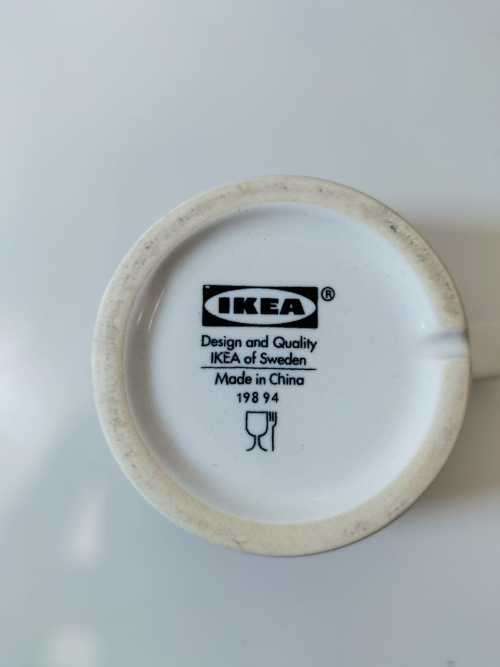 IKEA®
Design and Quality
IKEA of Sweden
Made in China
198 94